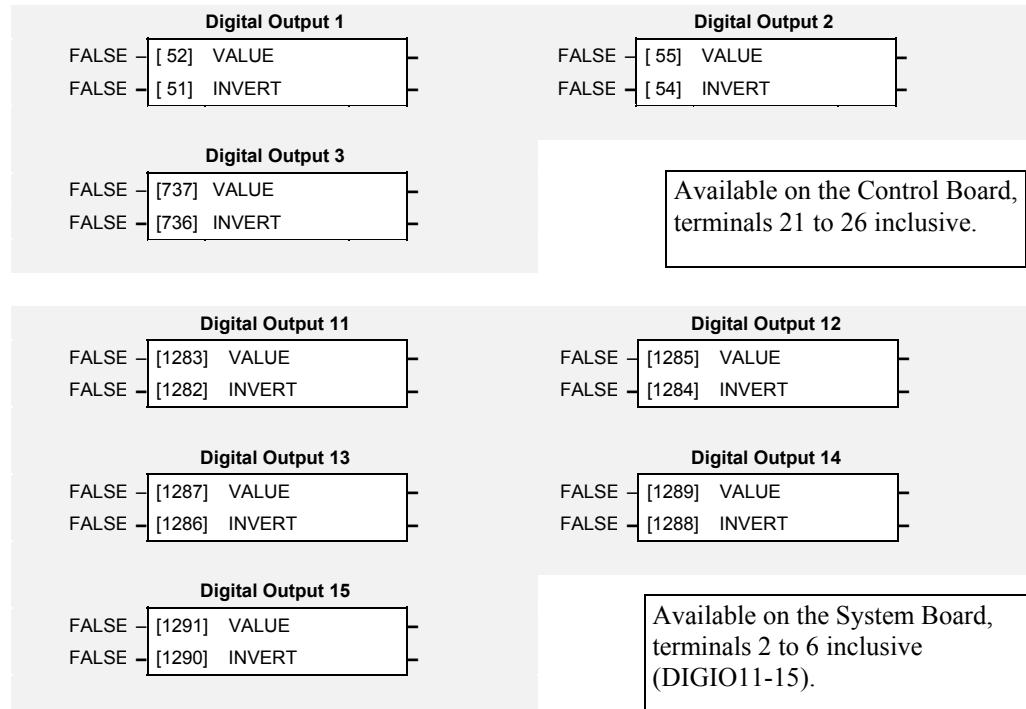 Digital Output 1
FALSE – [ 52] VALUE
FALSE – [ 51] INVERT
Digital Output 2
FALSE – [ 55] VALUE
FALSE – [ 54] INVERT
Digital Output 3
FALSE – [737] VALUE
FALSE – [736] INVERT
Available on the Control Board,
terminals 21 to 26 inclusive.
Digital Output 11
FALSE – [1283] VALUE
FALSE – [1282] INVERT
Digital Output 12
FALSE – [1285] VALUE
FALSE – [1284] INVERT
Digital Output 13
FALSE – [1287] VALUE
FALSE – [1286] INVERT
Digital Output 14
FALSE – [1289] VALUE
FALSE – [1288] INVERT
Digital Output 15
FALSE – [1291] VALUE
FALSE – [1290] INVERT
Available on the System Board,
terminals 2 to 6 inclusive
(DIGIO11-15).